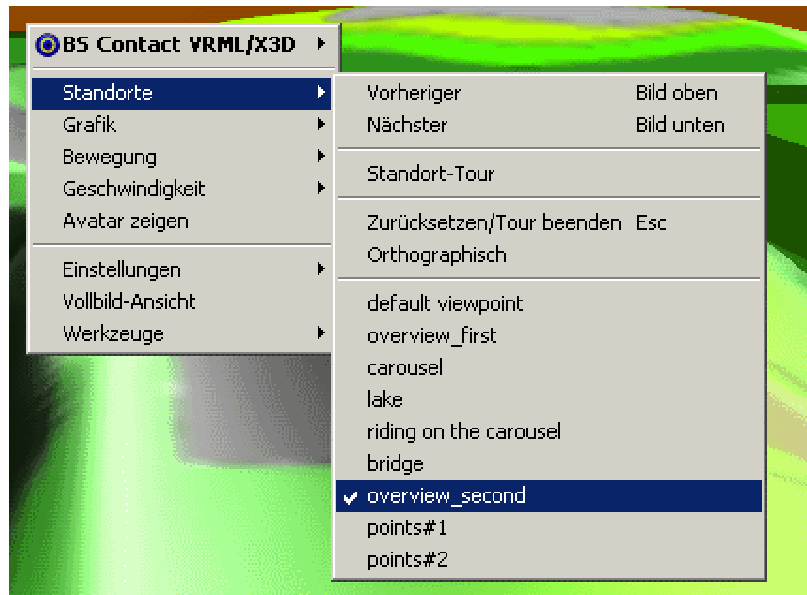 BS Contact VRML/X3D
Standorte
Grafik
Bewegung
Geschwindigkeit
Avatar zeigen
Einstellungen
Vollbild-Ansicht
Werkzeuge
Vorheriger Bild oben
Nächster Bild unten
Standort-Tour
Zurücksetzen/Tour beenden Esc
Orthographisch
default viewpoint
overview_first
carousel
lake
riding on the carousel
bridge
overview_second
points#1
points#2